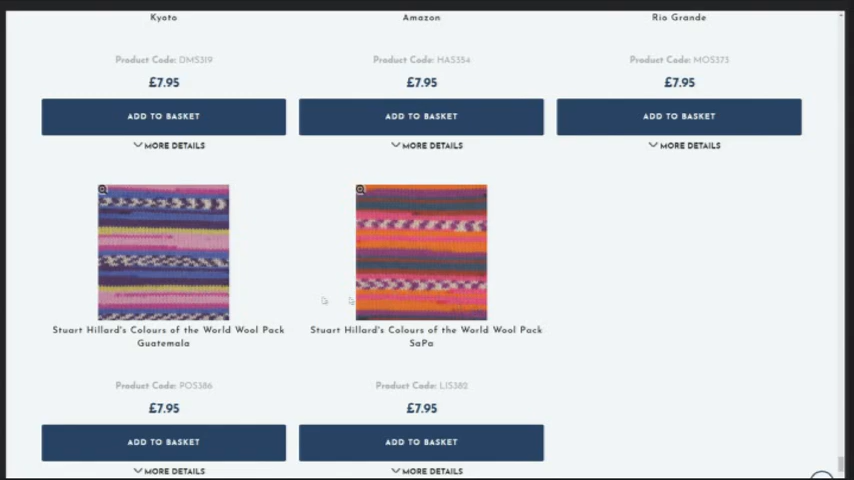 Kyoto
Amazon
Rio Grande
Product Code: DMS319
Product Code: HAS354
Product Code: MOS373
£7.95
£7.95
£7.95
ADD TO BASKET
ADD TO BASKET
ADD TO BASKET
MORE DETAILS
MORE DETAILS
MORE DETAILS
Stuart Hillard's Colours of the World Wool Pack
Guatemala
Stuart Hillard's Colours of the World Wool Pack
SaPa
Product Code: POS386
Product Code: LIS382
£7.95
£7.95
ADD TO BASKET
ADD TO BASKET
MORE DETAILS
MORE DETAILS